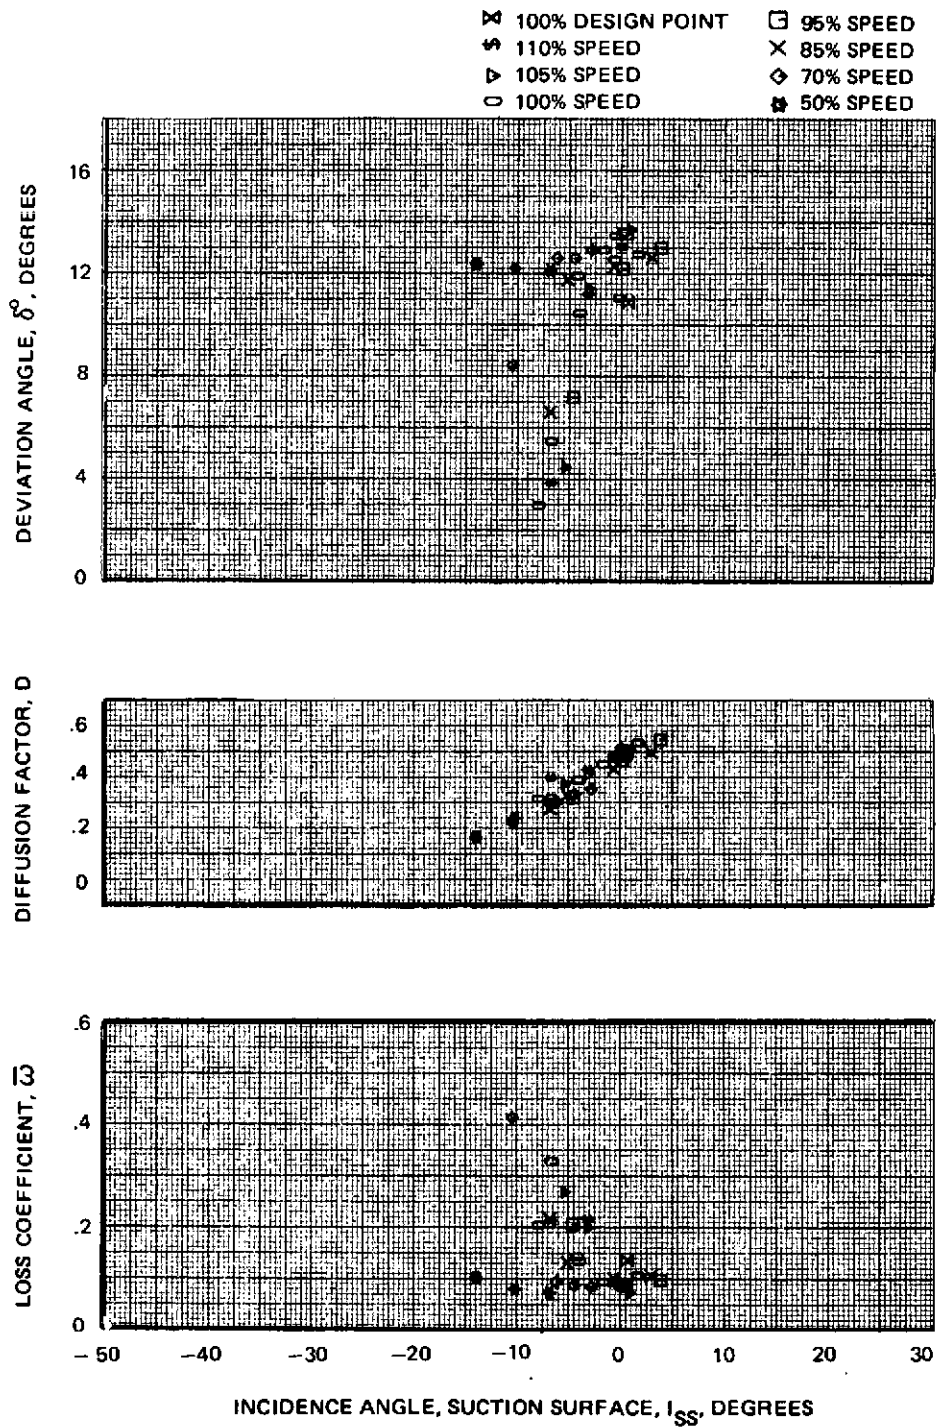 100% DESIGN POINT
110% SPEED
105% SPEED
100% SPEED
95% SPEED
85% SPEED
70% SPEED
50% SPEED
DEVIATION ANGLE, δ°, DEGREES
16
12
8
4
0
DIFFUSION FACTOR, D
.6
.4
.2
0
LOSS COEFFICIENT, ω̅
.6
.4
.2
0
−50 −40 −30 −20 −10 0 10 20 30
INCIDENCE ANGLE, SUCTION SURFACE, ISS, DEGREES